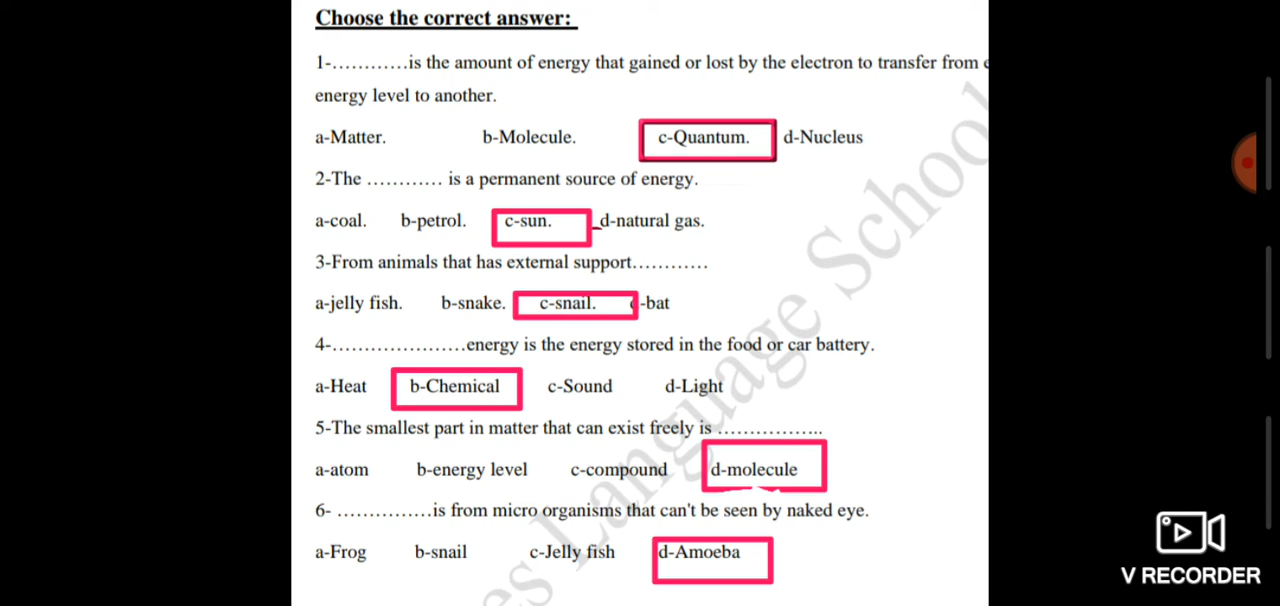 Choose the correct answer:
1-…………is the amount of energy that gained or lost by the electron to transfer from
energy level to another.
a-Matter. b-Molecule. c-Quantum. d-Nucleus
2-The ………… is a permanent source of energy.
a-coal. b-petrol. c-sun. d-natural gas.
3-From animals that has external support…………
a-jelly fish. b-snake. c-snail. -bat
4-…………………energy is the energy stored in the food or car battery.
a-Heat b-Chemical c-Sound d-Light
5-The smallest part in matter that can exist freely is ……………..
a-atom b-energy level c-compound d-molecule
6- ……………is from micro organisms that can't be seen by naked eye.
a-Frog b-snail c-Jelly fish d-Amoeba
es Language School
V RECORDER